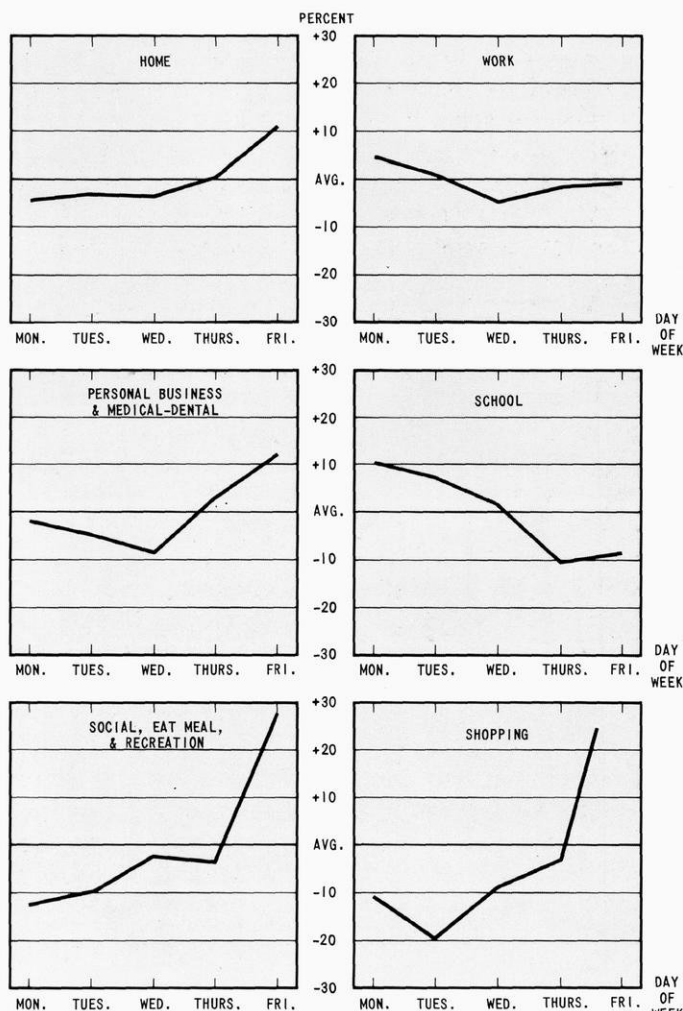 PERCENT
+30
HOME
WORK
+20
+10
AVG.
-10
-20
-30
DAY
OF
WEEK
MON. TUES. WED. THURS. FRI.
MON. TUES. WED. THURS. FRI.
+30
PERSONAL BUSINESS
& MEDICAL-DENTAL
SCHOOL
+20
+10
AVG.
-10
-20
-30
DAY
OF
WEEK
MON. TUES. WED. THURS. FRI.
MON. TUES. WED. THURS. FRI.
+30
SOCIAL, EAT MEAL,
& RECREATION
SHOPPING
+20
+10
AVG.
-10
-20
-30
DAY
OF
WEEK
MON. TUES. WED. THURS. FRI.
MON. TUES. WED. THURS. FRI.